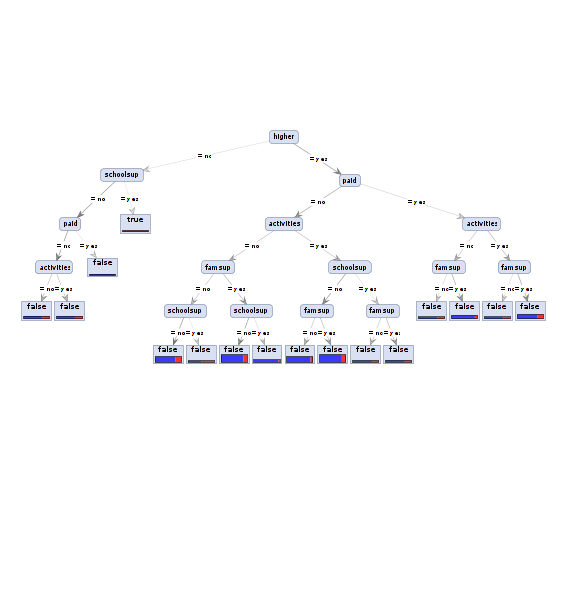 higher
= no
= yes
schoolsup
paid
= no = yes
= no
= yes
paid
true
activities
activities
= no = yes
= no
= yes
= no = yes
activities
false
famsup
schoolsup
famsup
famsup
= no = yes
= no = yes
= no = yes
= no = yes
= no = yes
false
false
schoolsup
schoolsup
famsup
famsup
false
false
false
false
= no = yes
= no = yes
= no = yes
= no = yes
false
false
false
false
false
false
false
false